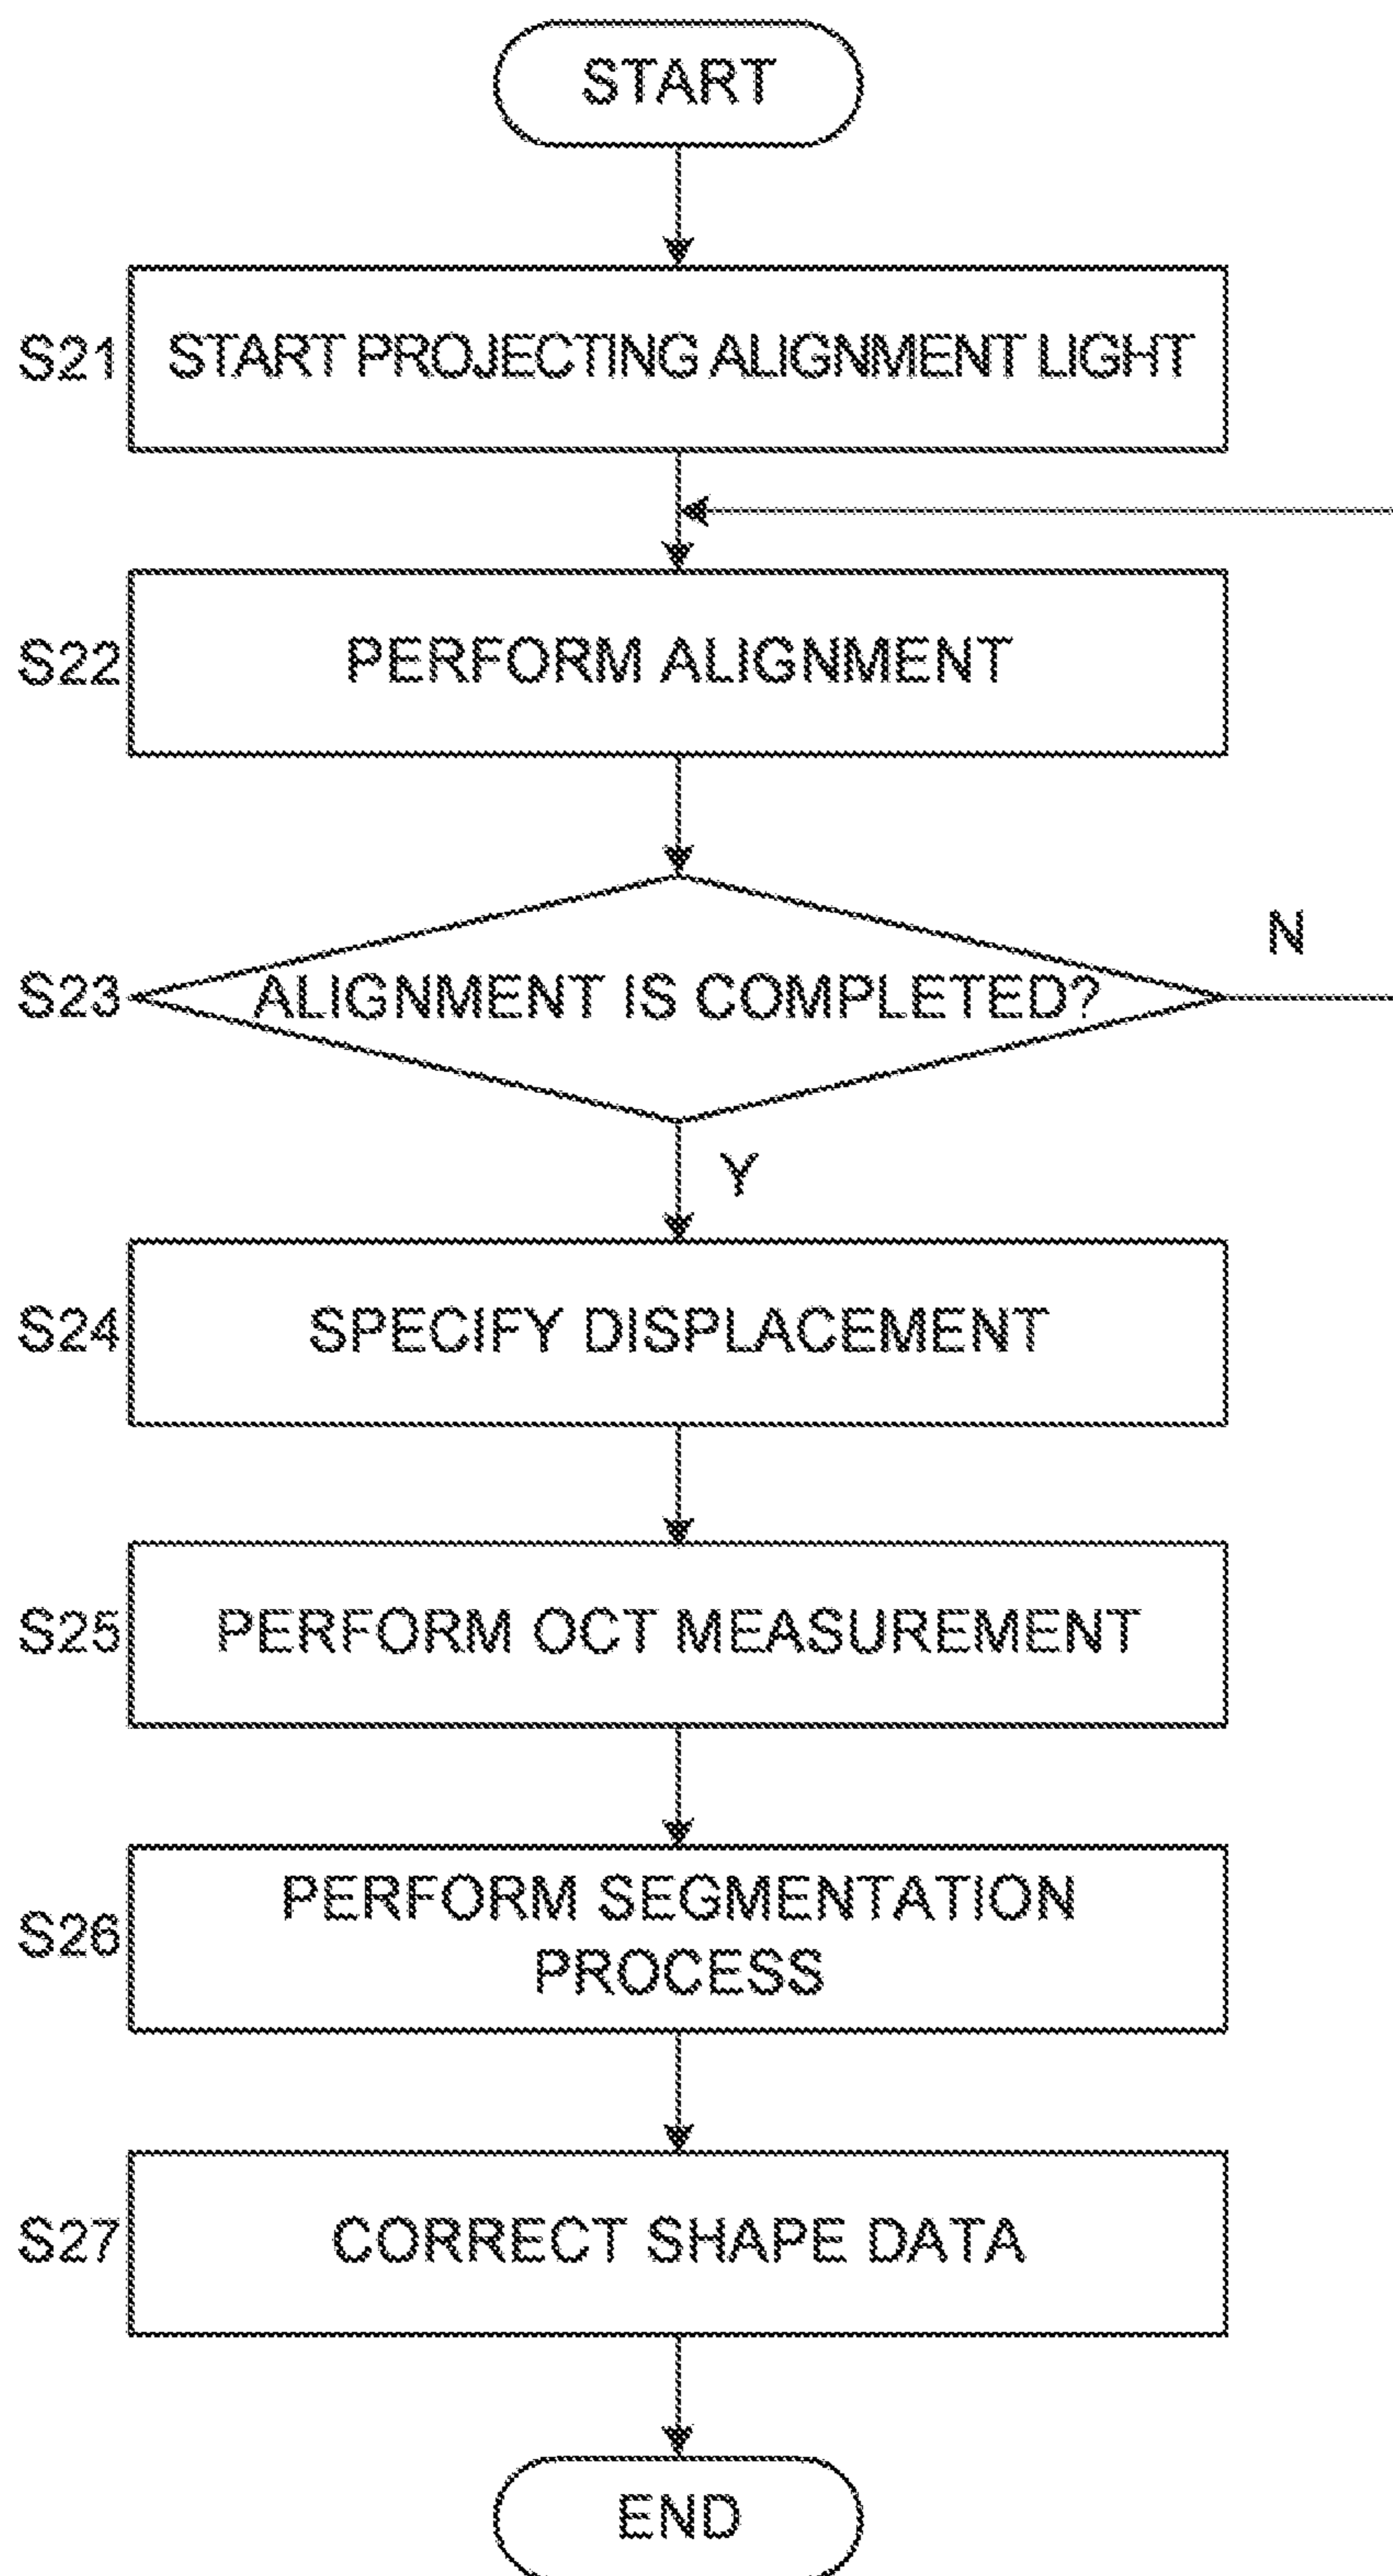 START
S21 START PROJECTING ALIGNMENT LIGHT
S22 PERFORM ALIGNMENT
N
S23 ALIGNMENT IS COMPLETED?
Y
S24 SPECIFY DISPLACEMENT
S25 PERFORM OCT MEASUREMENT
PERFORM SEGMENTATION
S26
PROCESS
S27 CORRECT SHAPE DATA
END